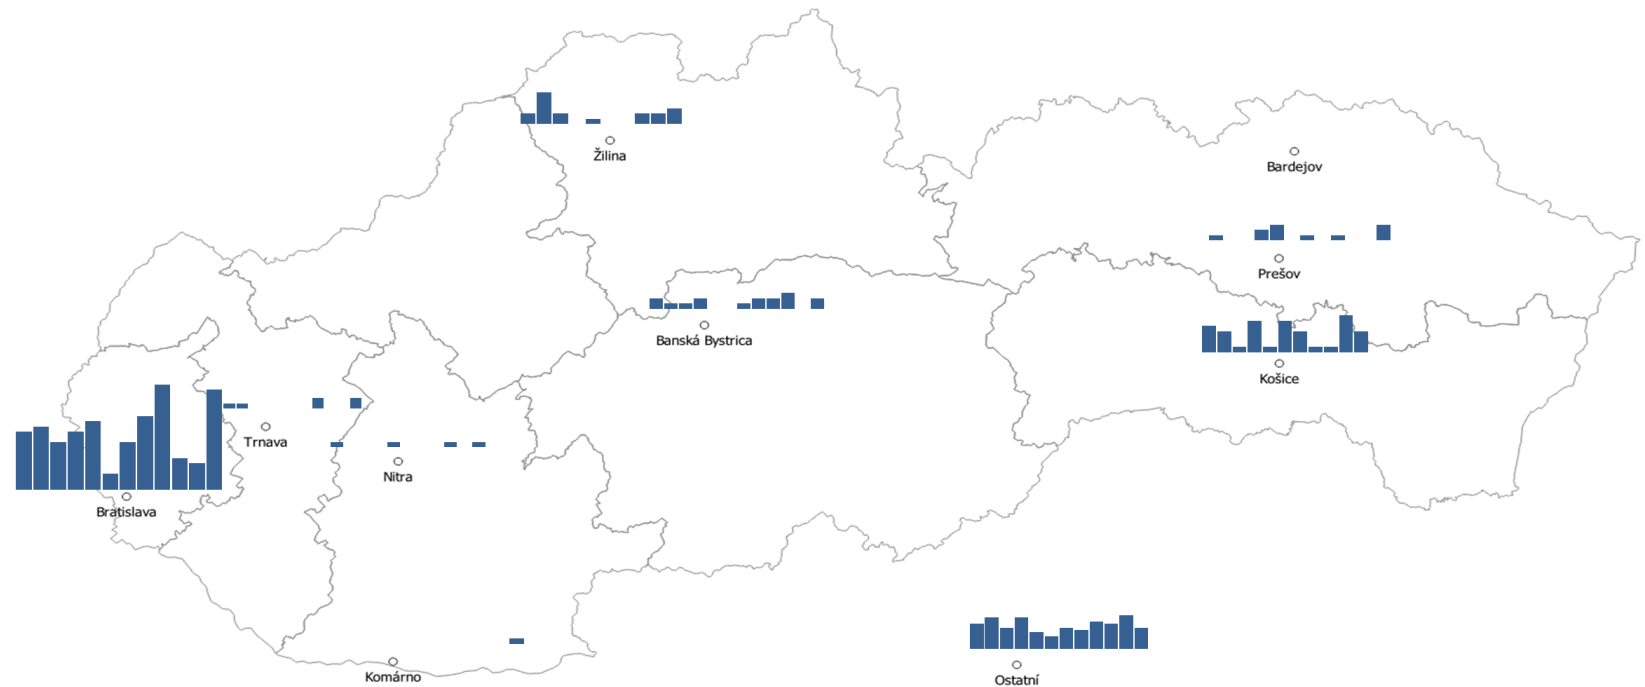 Žilina
Bardejov
Prešov
Banská Bystrica
Košice
Trnava
Nitra
Bratislava
Komárno
Ostatní